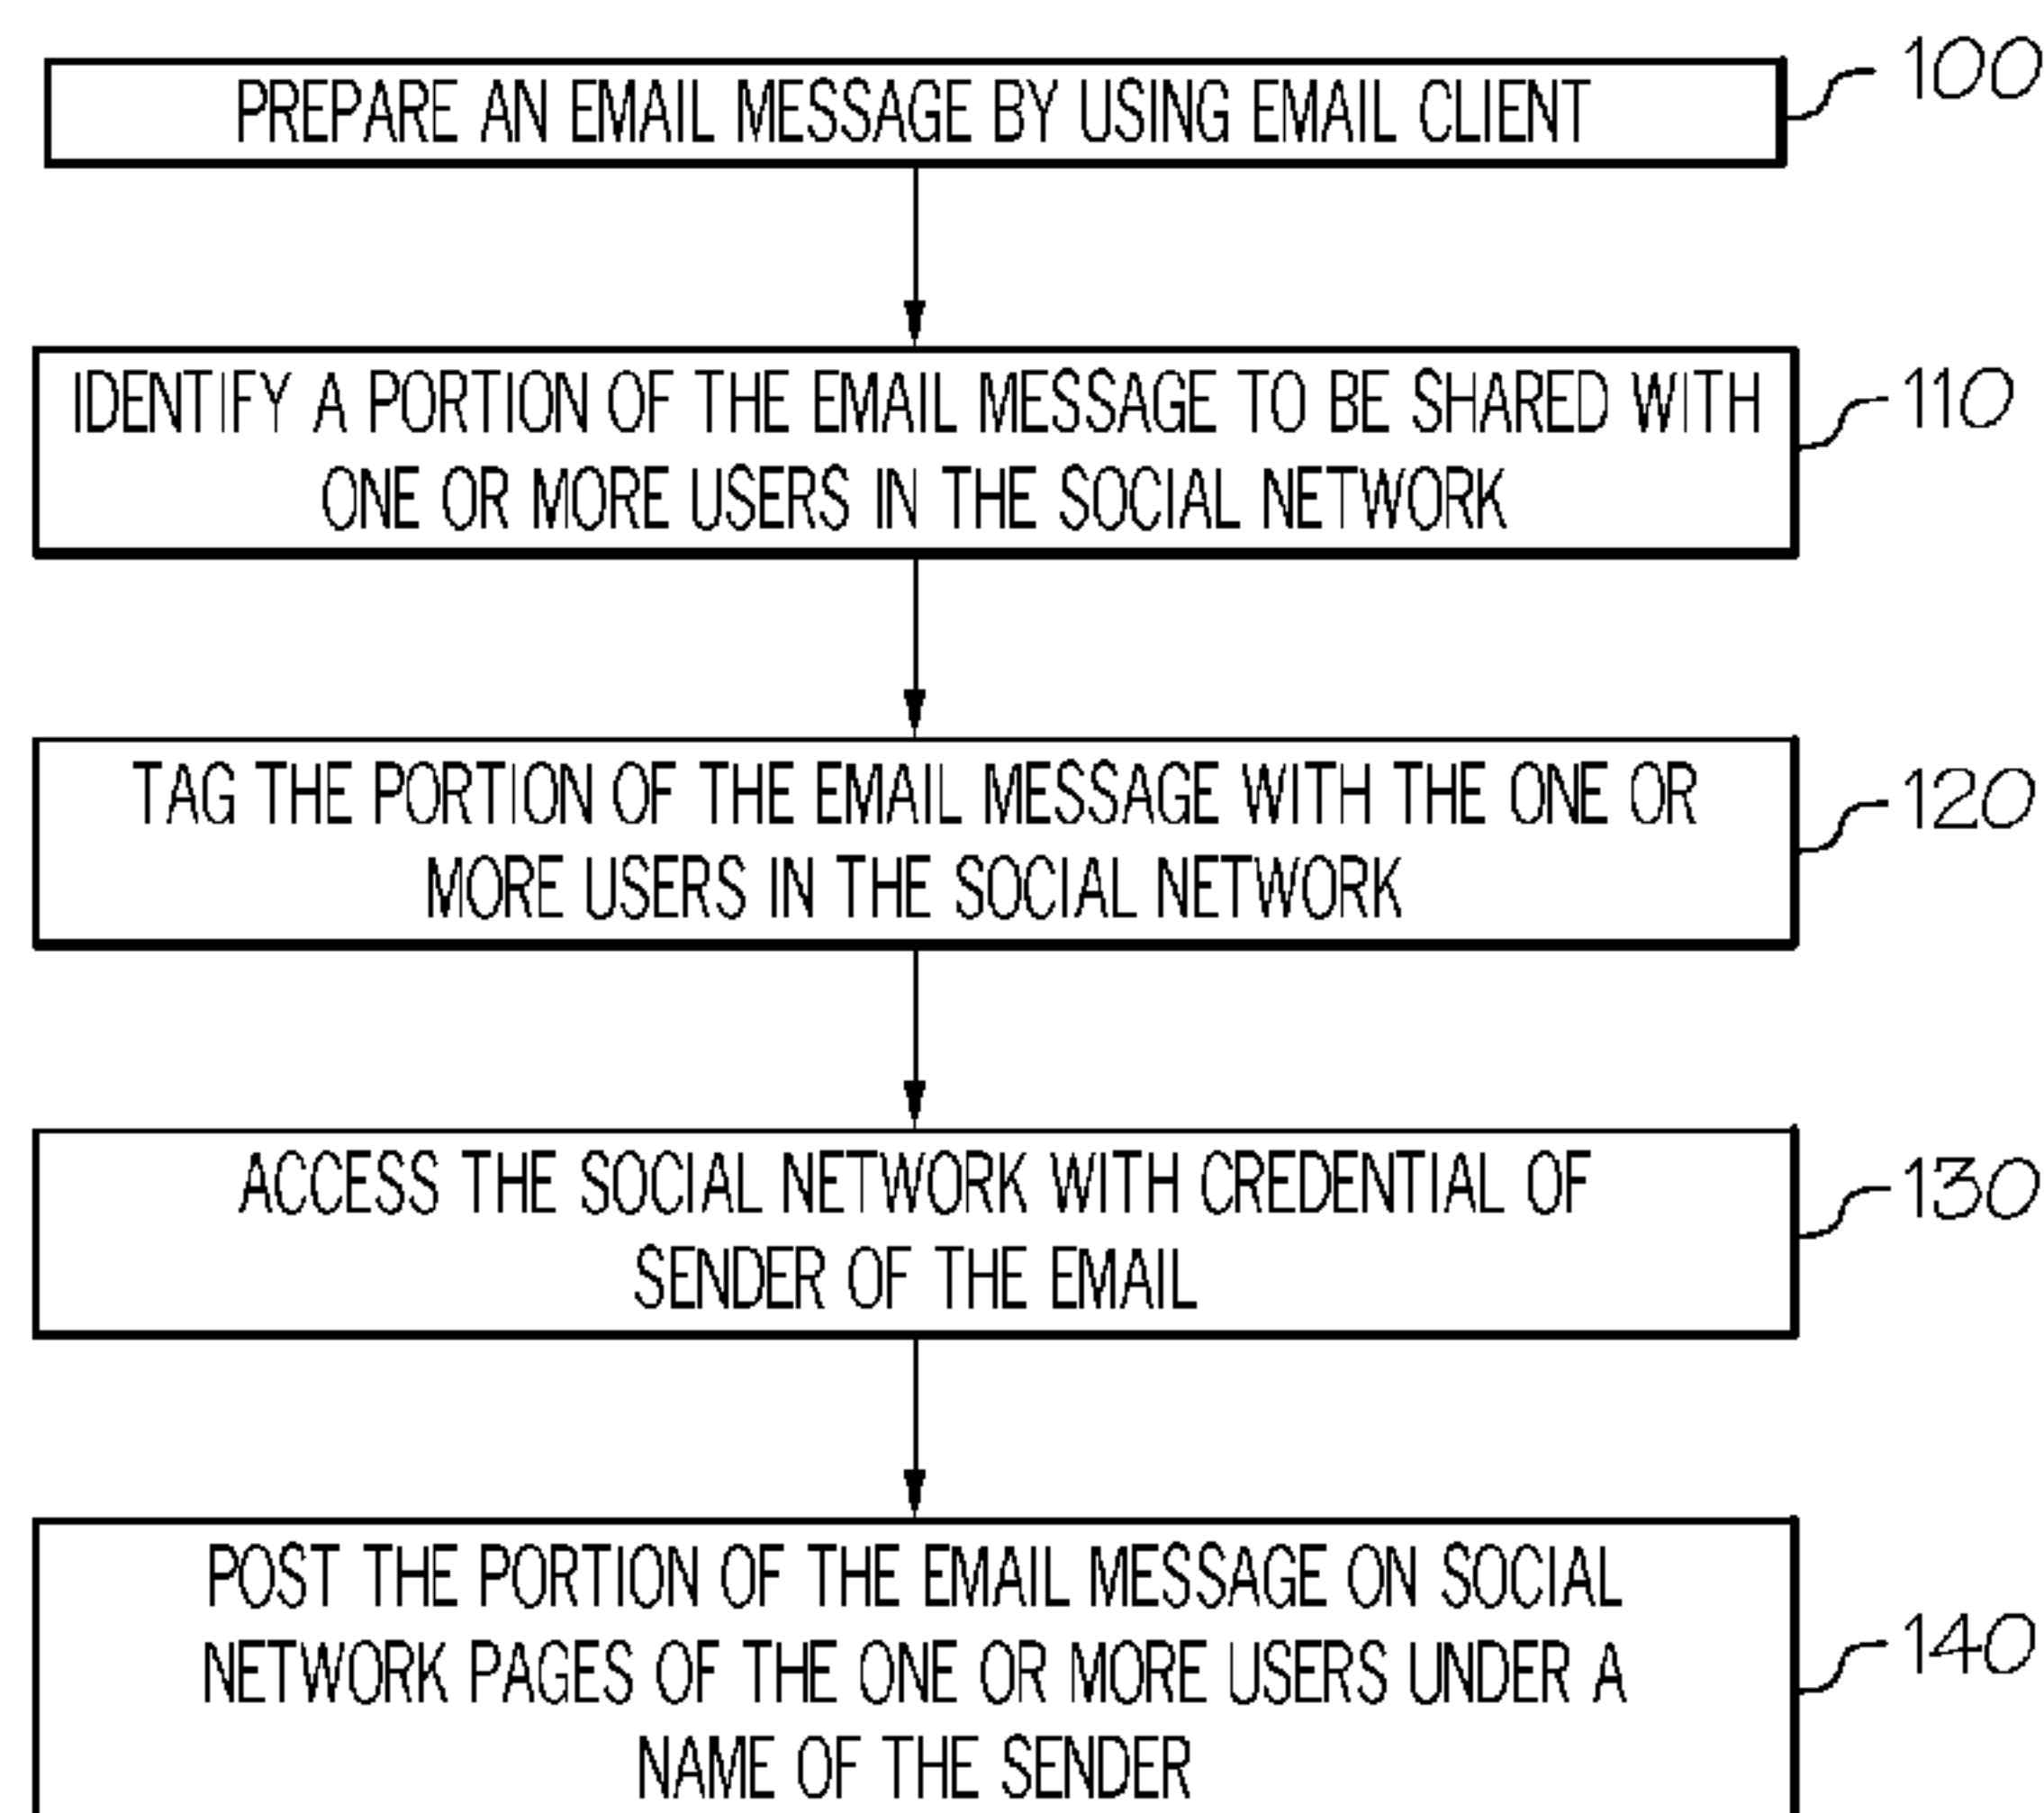 PREPARE AN EMAIL MESSAGE BY USING EMAIL CLIENT
100
IDENTIFY A PORTION OF THE EMAIL MESSAGE TO BE SHARED WITH
ONE OR MORE USERS IN THE SOCIAL NETWORK
110
TAG THE PORTION OF THE EMAIL MESSAGE WITH THE ONE OR
MORE USERS IN THE SOCIAL NETWORK
120
ACCESS THE SOCIAL NETWORK WITH CREDENTIAL OF
SENDER OF THE EMAIL
130
POST THE PORTION OF THE EMAIL MESSAGE ON SOCIAL
NETWORK PAGES OF THE ONE OR MORE USERS UNDER A
NAME OF THE SENDER
140